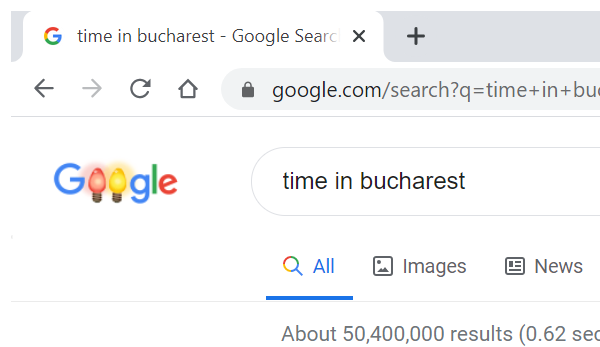 time in bucharest - Google Searc
google.com/search?q=time+in+buc
Google
time in bucharest
All Images News
About 50,400,000 results (0.62 sec